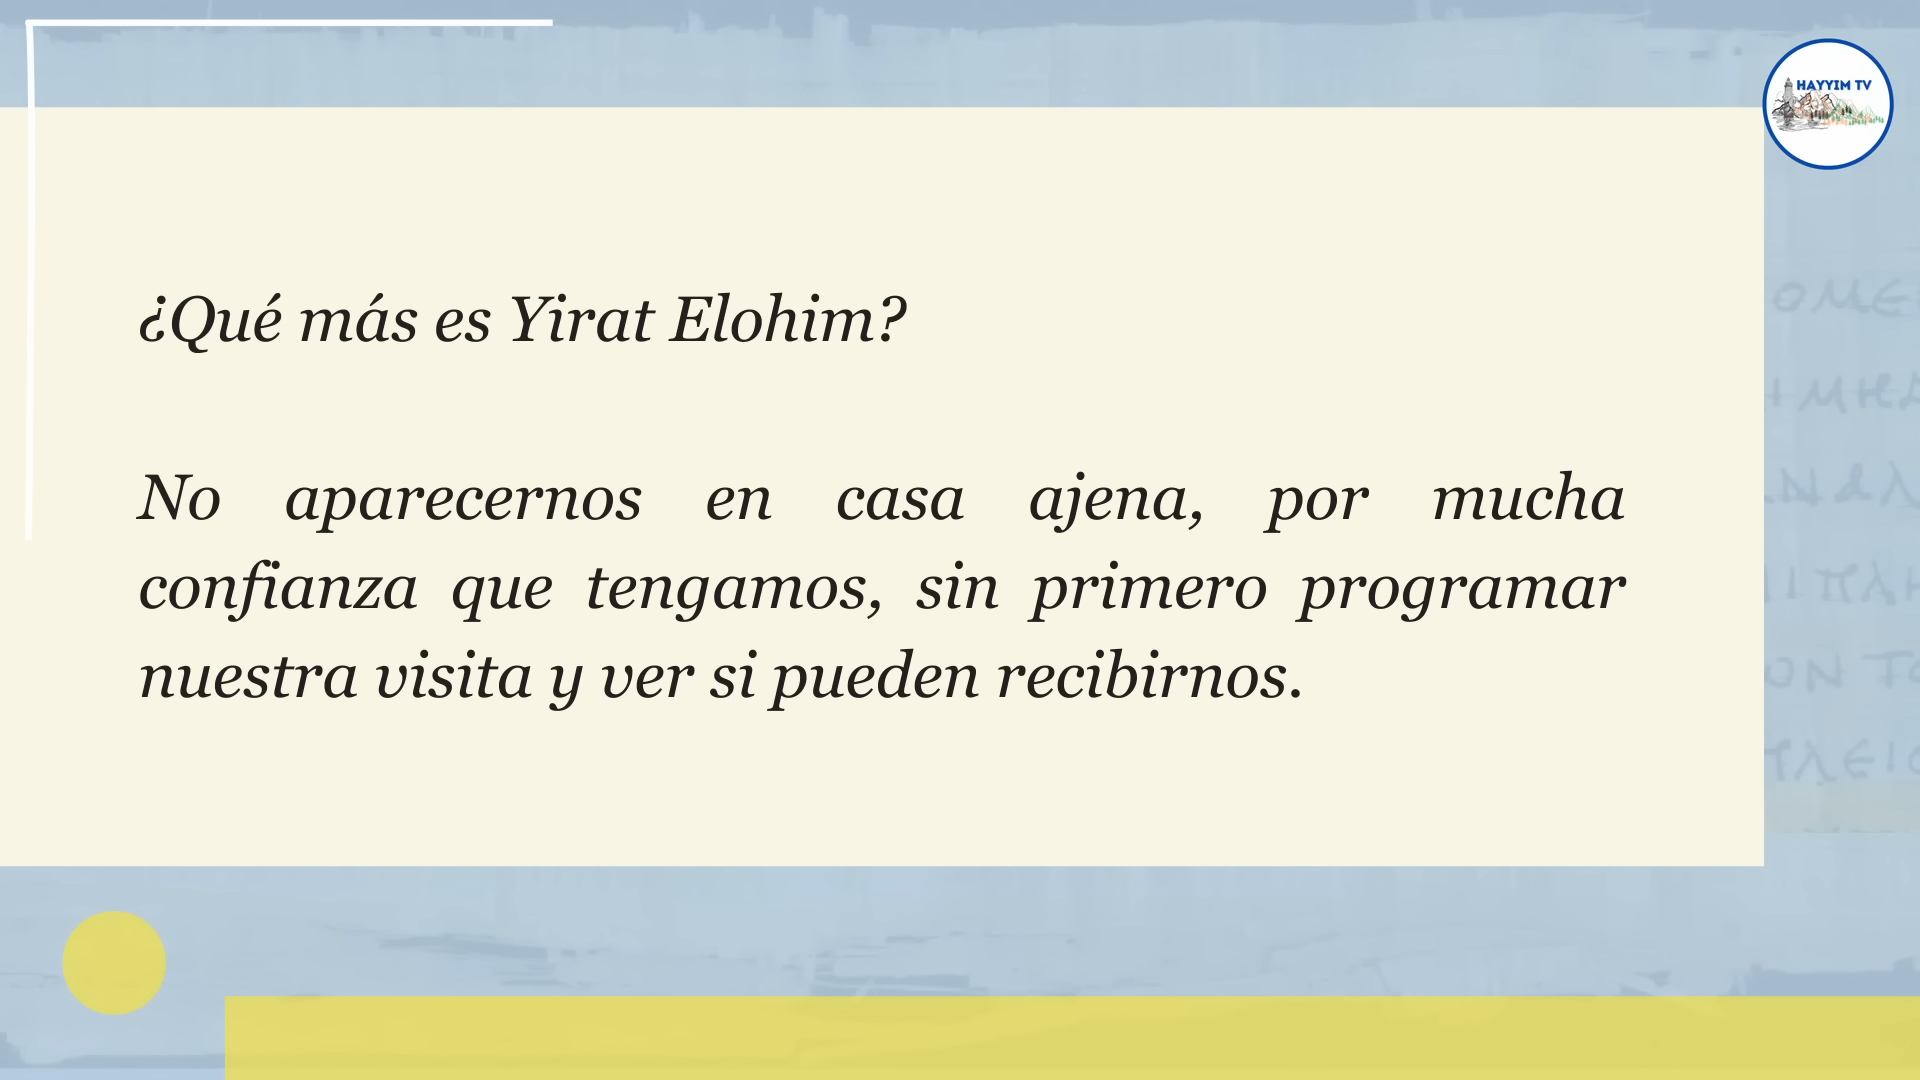 HAYYIM TV
¿Qué más es Yirat Elohim?
No aparecernos en casa ajena, por mucha
confianza que tengamos, sin primero programar
nuestra visita y ver si pueden recibirnos.